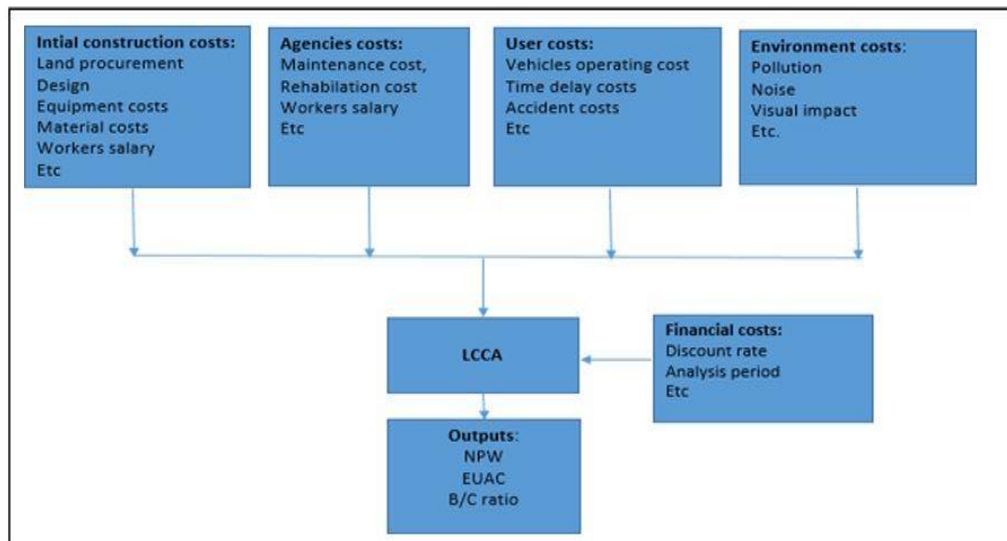 Intial construction costs:
Land procurement
Design
Equipment costs
Material costs
Workers salary
Etc
Agencies costs:
Maintenance cost,
Rehabilation cost
Workers salary
Etc
User costs:
Vehicles operating cost
Time delay costs
Accident costs
Etc
Environment costs:
Pollution
Noise
Visual impact
Etc.
LCCA
Financial costs:
Discount rate
Analysis period
Etc
Outputs:
NPW
EUAC
B/C ratio